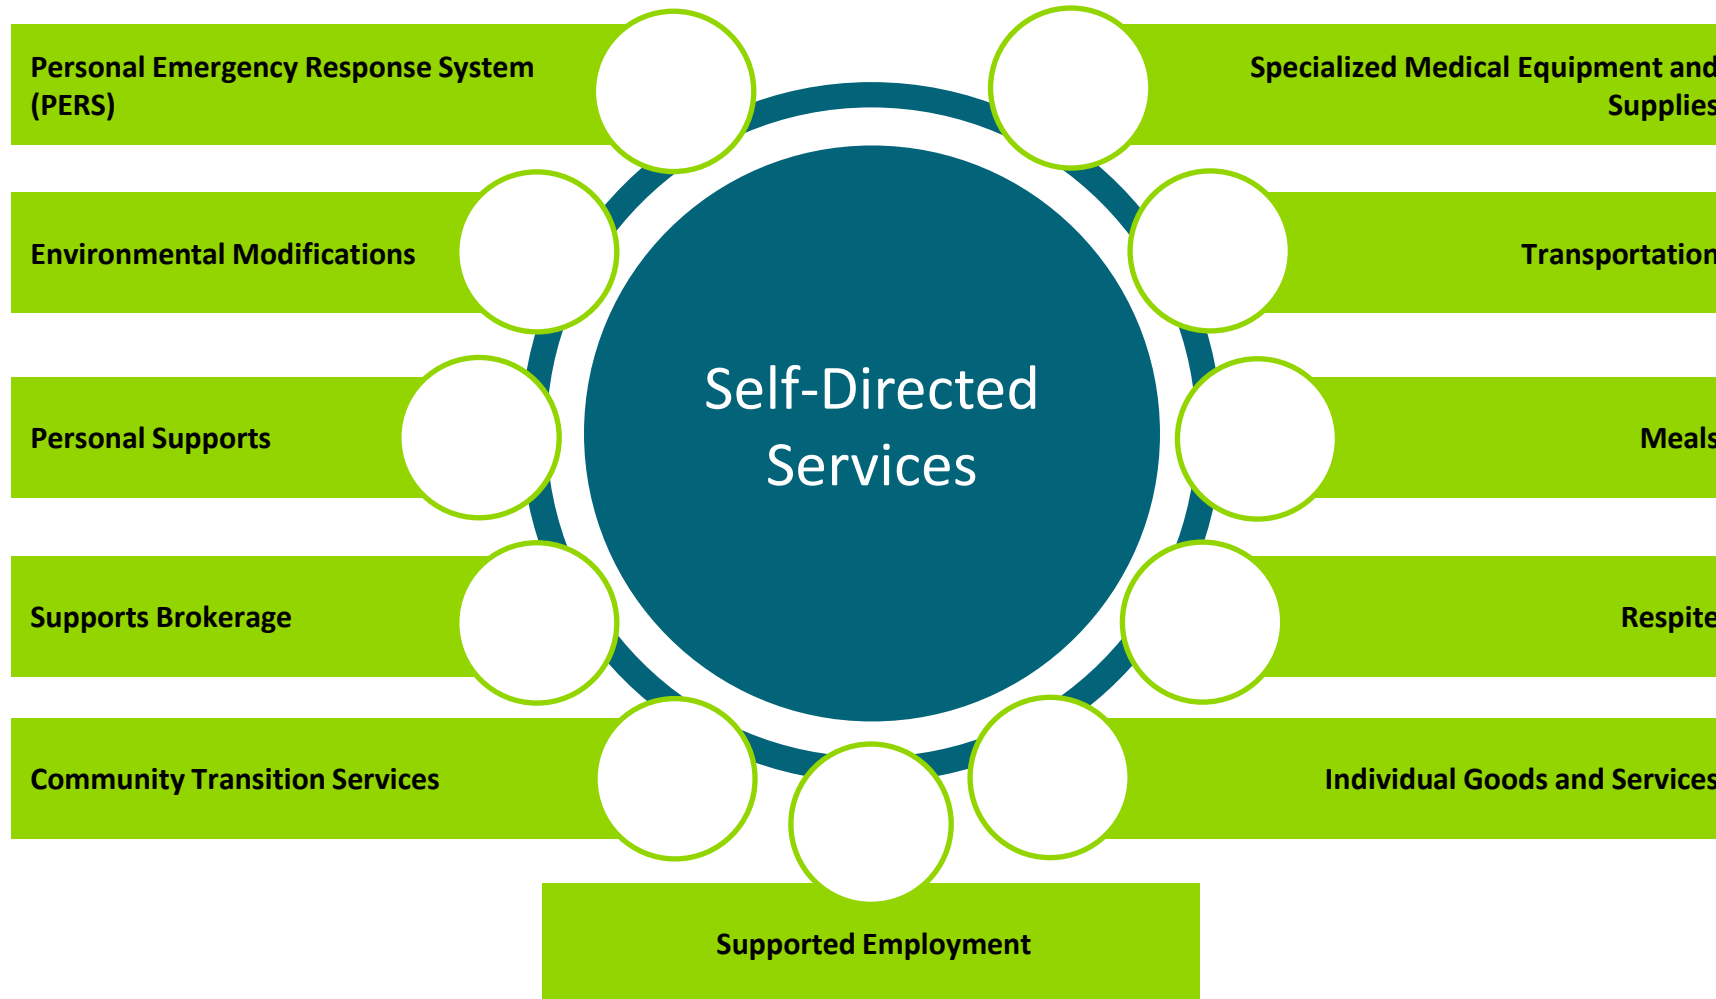 Personal Emergency Response System
(PERS)
Environmental Modifications
Personal Supports
Supports Brokerage
Community Transition Services
Self-Directed
Services
Specialized Medical Equipment and
Supplies
Transportation
Meals
Respite
Individual Goods and Services
Supported Employment